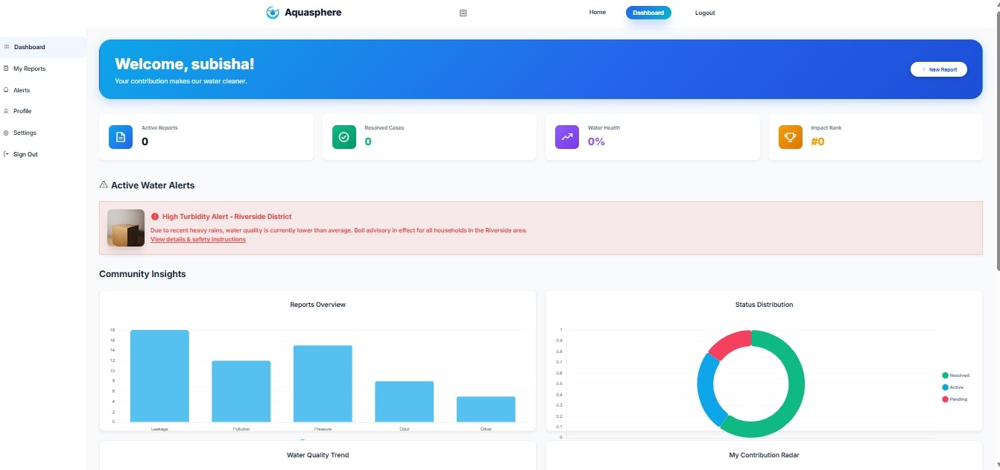 Aquasphere
Home
Dashboard
Logout
Dashboard
My Reports
Alerts
Profile
Settings
Sign Out
Welcome, subisha!
Your contribution makes our water cleaner.
+ New Report
Active Reports
0
Resolved Cases
0
Water Health
0%
Impact Rank
#0
Active Water Alerts
High Turbidity Alert - Riverside District
Due to recent heavy rains, water quality is currently lower than average. Boil advisory in effect for all households in the Riverside area.
View details & safety instructions
Community Insights
Reports Overview
18
16
14
12
10
8
6
4
2
0
Leakage
Pollution
Pressure
Odor
Other
Status Distribution
1
0.9
0.8
0.7
0.6
0.5
0.4
0.3
0.2
0.1
0
Resolved
Active
Pending
Water Quality Trend
My Contribution Radar